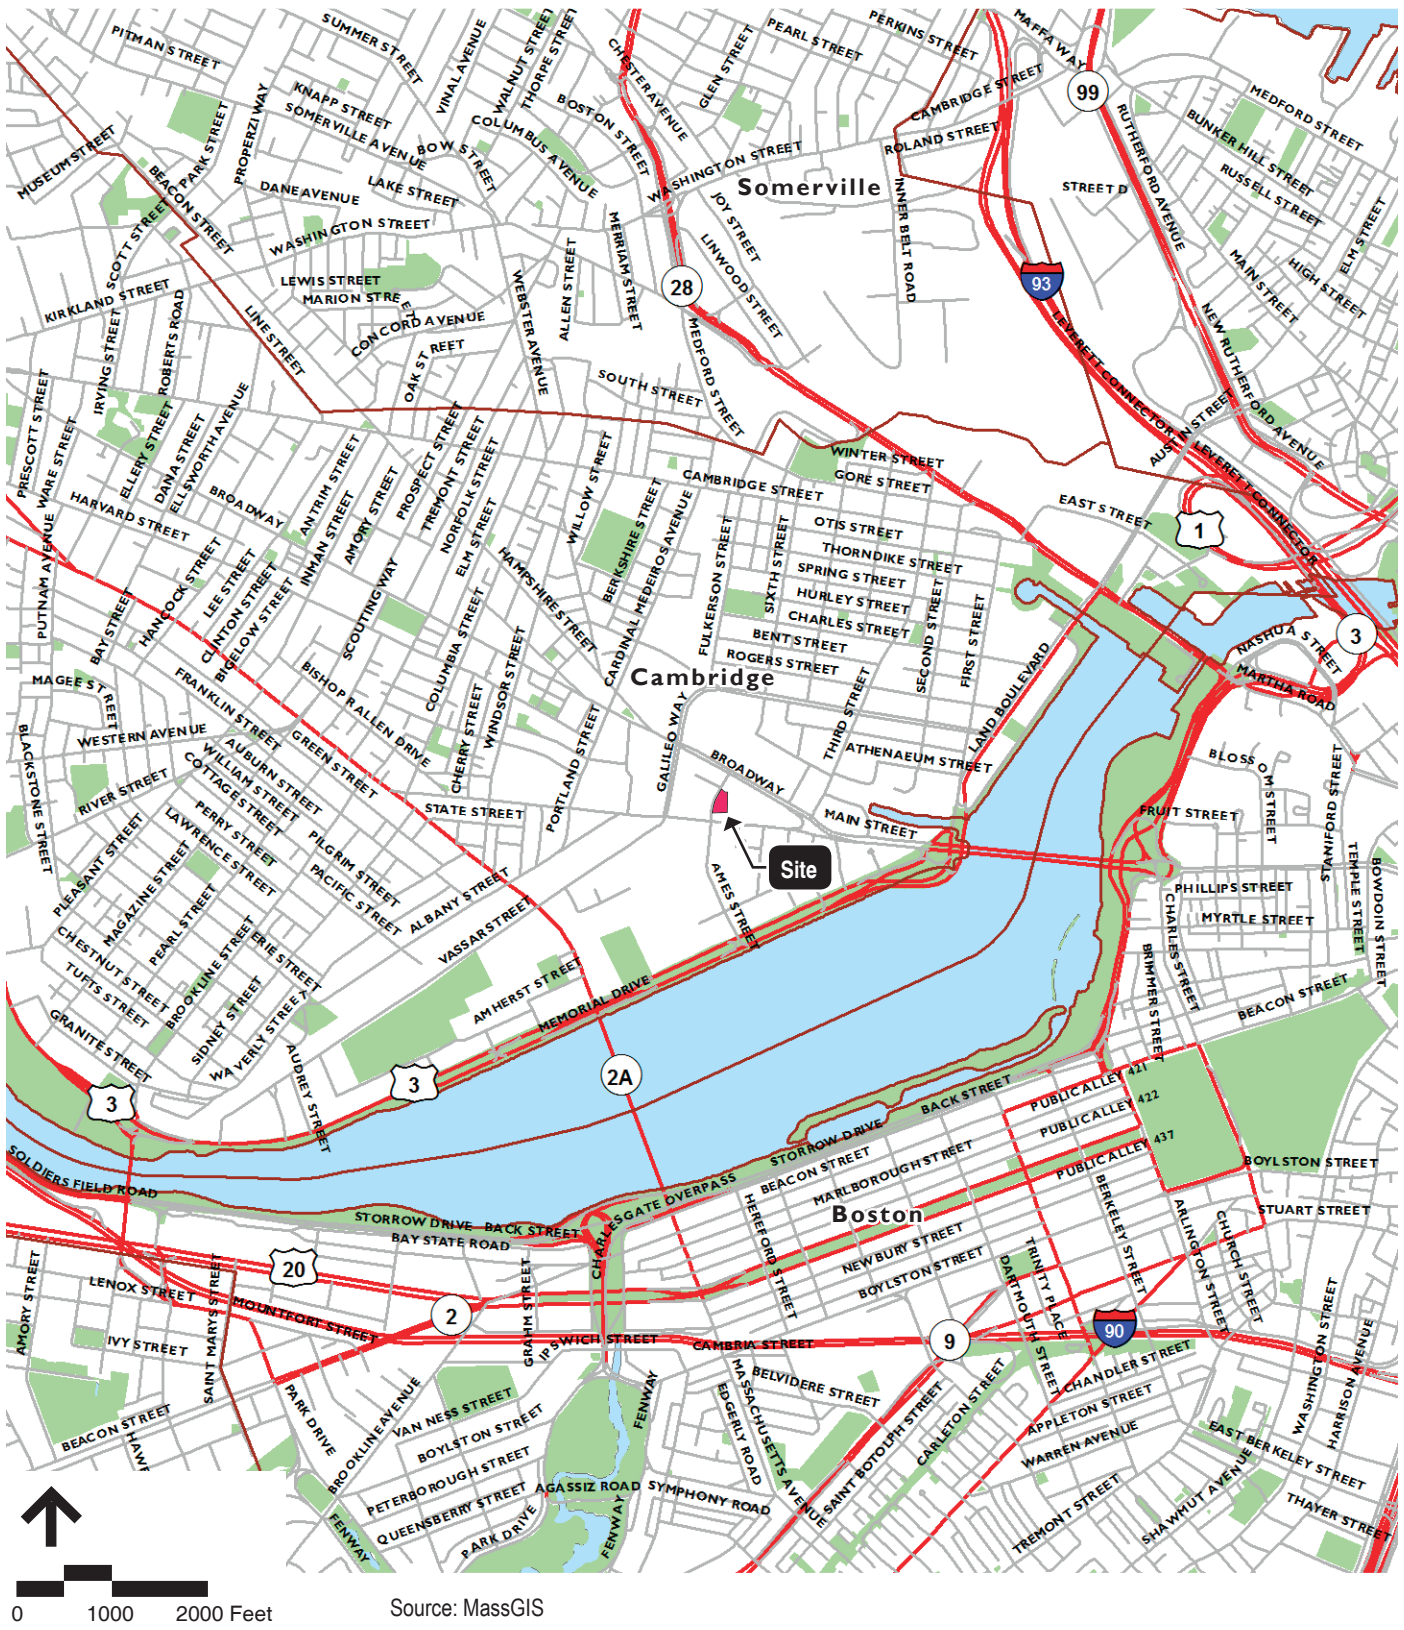 PITMAN STREET
SUMMER STREET
VINAL AVENUE
WALNUT STREET
THORPE STREET
CHESTER AVENUE
GLEN STREET
PEARL STREET
PERKINS STREET
MAFFA WAY
99
KNAPP STREET
SOMERVILLE AVENUE
PROPERZI WAY
PARK STREET
MUSEUM STREET
BEACON STREET
SCOTT STREET
BOW STREET
COLUMBUS AVENUE
BOSTON STREET
WASHINGTON STREET
CAMBRIDGE STREET
ROLAND STREET
RUTHERFORD AVENUE
MEDFORD STREET
BUNKER HILL STREET
RUSSELL STREET
ELM STREET
STREET D
DANE AVENUE
LAKE STREET
WASHINGTON STREET
Somerville
JOY STREET
LINWOOD STREET
INNER BELT ROAD
MERRIAM STREET
ALLEN STREET
WEBSTER AVENUE
LEWIS STREET
MARION STRE
ET
CONCORD AVENUE
KIRKLAND STREET
LINE STREET
28
93
MAIN STREET
HIGH STREET
IRVING STREET
ROBERTS ROAD
OAK ST REET
MEDFORD STREET
SOUTH STREET
LEVERETT CONNECTOR
NEW RUTHERFORD AVENUE
AUSTIN STREET
LEVERETT CONNECTOR
PRESCOTT STREET
WARE STREET
ELLERY STREET
DANA STREET
ELLSWORTH AVENUE
HARVARD STREET
BROADWAY
ANTRIM STREET
INMAN STREET
AMORY STREET
PROSPECT STREET
TREMONT STREET
NORFOLK STREET
ELM STREET
WILLOW STREET
BERKSHIRE STREET
CARDINAL MEDEIROS AVENUE
HAMPSHIRE STREET
WINTER STREET
GORE STREET
CAMBRIDGE STREET
EAST STREET
1
OTIS STREET
THORNDIKE STREET
SPRING STREET
HURLEY STREET
CHARLES STREET
BENT STREET
ROGERS STREET
FULKERSON STREET
SIXTH STREET
SECOND STREET
FIRST STREET
THIRD STREET
LAND BOULEVARD
PUTNAM AVENUE
BAY STREET
HANCOCK STREET
LEE STREET
CLINTON STREET
BIGELOW STREET
SCOUTING WAY
COLUMBIA STREET
WINDSOR STREET
CHERRY STREET
PORTLAND STREET
Cambridge
3
NASHUA STREET
MARTHA ROAD
MAGEE ST REET
WESTERN AVENUE
FRANKLIN STREET
BISHOP R ALLEN DRIVE
GREEN STREET
AUBURN STREET
WILLIAM STREET
COTTAGE STREET
BLACKSTONE STREET
RIVER STREET
STATE STREET
GALILEO WAY
BROADWAY
ATHENAEUM STREET
MAIN STREET
BLOSS OM STREET
STANIFORD STREET
FRUIT STREET
PERRY STREET
LAWRENCE STREET
PILGRIM STREET
PACIFIC STREET
PLEASANT STREET
MAGAZINE STREET
PEARL STREET
ALBANY STREET
VASSAR STREET
Site
AMES STREET
PHILLIPS STREET
MYRTLE STREET
TEMPLE STREET
BOWDOIN STREET
CHARLES STREET
BRIMMER STREET
BEACON STREET
CHESTNUT STREET
TUFTS STREET
GRANITE STREET
BROOKLINE STREET
ERIE STREET
SIDNEY STREET
WAVERLY STREET
AUDREY STREET
AMHERST STREET
MEMORIAL DRIVE
3
3
2A
SOLDIERS FIELD ROAD
BACK STREET
STORROW DRIVE
PUBLIC ALLEY 421
PUBLIC ALLEY 422
PUBLIC ALLEY 437
BEACON STREET
MARLBOROUGH STREET
CHARLESGATE OVERPASS
STORROW DRIVE
BACK STREET
BAY STATE ROAD
Boston
BOYLSTON STREET
STUART STREET
HEREFORD STREET
NEWBURY STREET
BOYLSTON STREET
BERKELEY STREET
ARLINGTON STREET
CHURCH STREET
TRINITY PLACE
DARTMOUTH STREET
20
AMORY STREET
LENOX STREET
SAINT MARYS STREET
MOUNTFORT STREET
2
GRAHM STREET
IPSWICH STREET
CAMBRIA STREET
9
90
IVY STREET
BEACON STREET
HAWE
PARK DRIVE
BROOKLINE AVENUE
VAN NESS STREET
BOYLSTON STREET
PETERBOROUGH STREET
QUEENSBERRY STREET
PARK DRIVE
FENWAY
FENWAY
FENWAY
AGASSIZ ROAD
SYMPHONY ROAD
EDGERLY ROAD
MASSACHUSETTS AVENUE
BELVIDERE STREET
SAINT BOTOLPH STREET
CARLETON STREET
CHANDLER STREET
APPLETON STREET
WARREN AVENUE
TREMONT STREET
SHAWMUT AVENUE
EAST BERKELEY STREET
WASHINGTON STREET
HARRISON AVENUE
THAYER STREET
0 1000 2000 Feet
Source: MassGIS